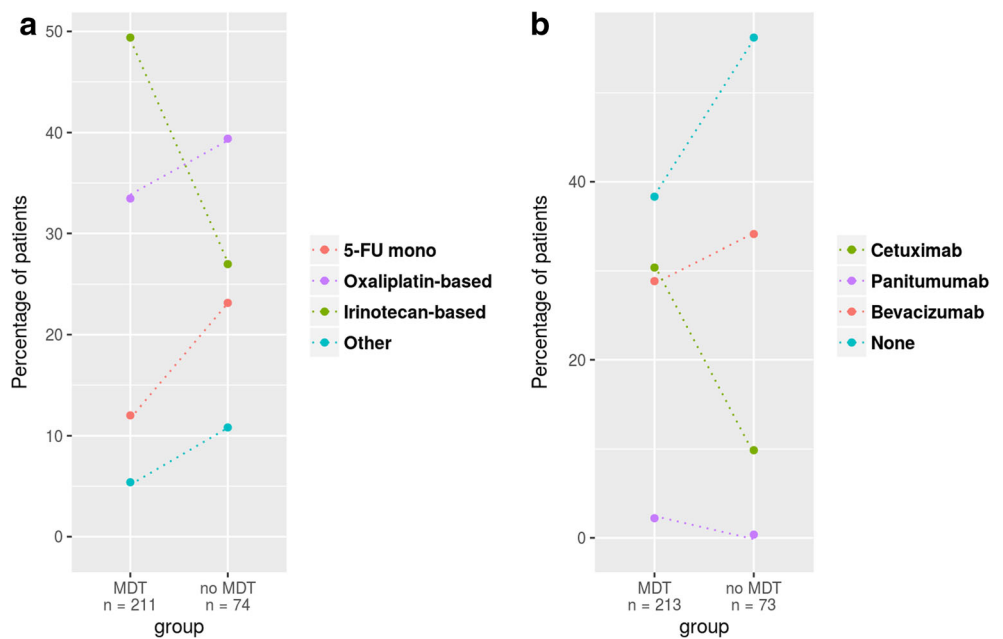 a
50
40
30
20
10
0
Percentage of patients
MDT
n = 211
no MDT
n = 74
group
5-FU mono
Oxaliplatin-based
Irinotecan-based
Other
b
40
20
0
Percentage of patients
MDT
n = 213
no MDT
n = 73
group
Cetuximab
Panitumumab
Bevacizumab
None